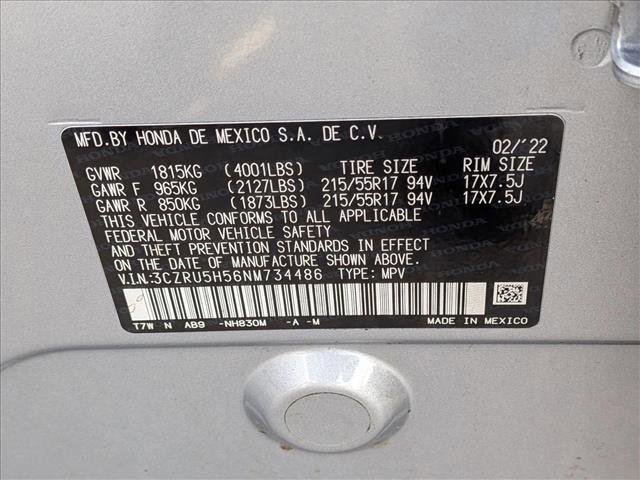 MFD.BY HONDA DE MEXICO S.A. DE C.V. 02/'22
GVWR 1815KG (4001LBS) TIRE SIZE RIM SIZE
GAWR F 965KG (2127LBS) 215/55R17 94V 17X7.5J
GAWR R 850KG (1873LBS) 215/55R17 94V 17X7.5J
THIS VEHICLE CONFORMS TO ALL APPLICABLE
FEDERAL MOTOR VEHICLE SAFETY
AND THEFT PREVENTION STANDARDS IN EFFECT
ON THE DATE OF MANUFACTURE SHOWN ABOVE.
V.I.N:3CZRU5H56NM734486 TYPE: MPV
T7W N AB9 -NH830M -A -M MADE IN MEXICO